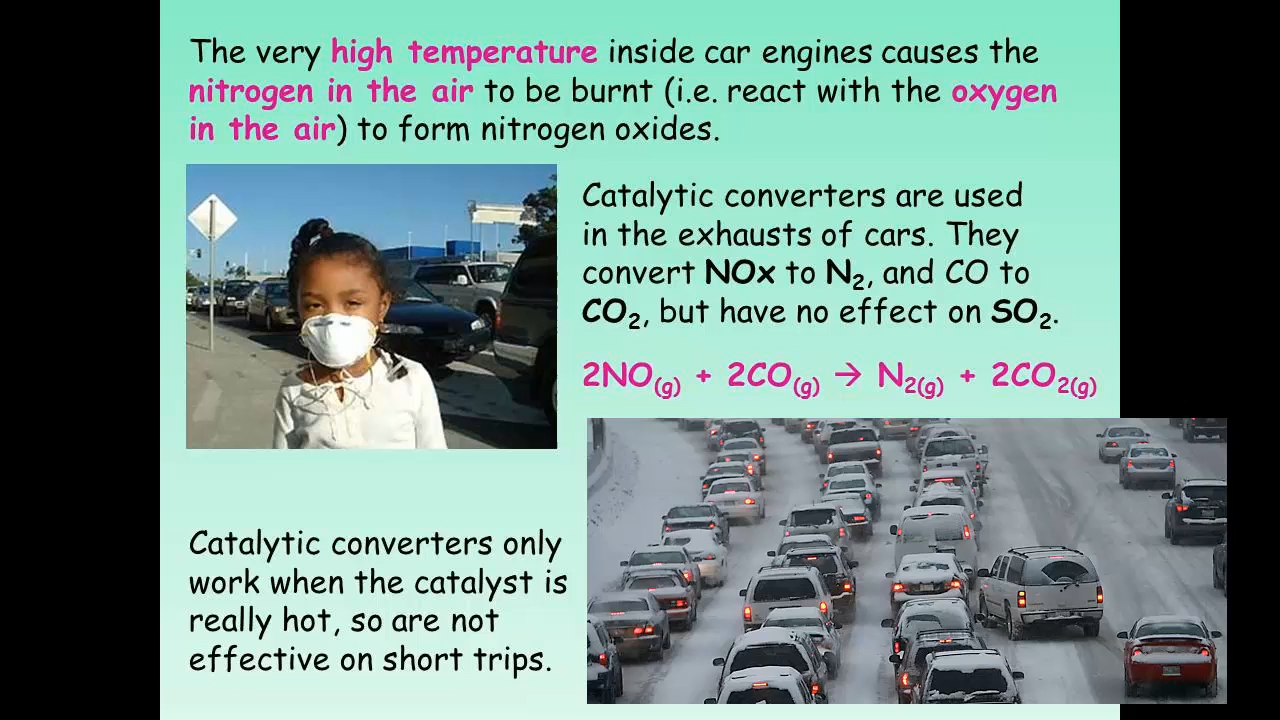 The very high temperature inside car engines causes the
nitrogen in the air to be burnt (i.e. react with the oxygen
in the air) to form nitrogen oxides.
Catalytic converters are used
in the exhausts of cars. They
convert NOx to N₂, and CO to
CO₂, but have no effect on SO₂.
2NO(g) + 2CO(g) → N₂(g) + 2CO₂(g)
Catalytic converters only
work when the catalyst is
really hot, so are not
effective on short trips.